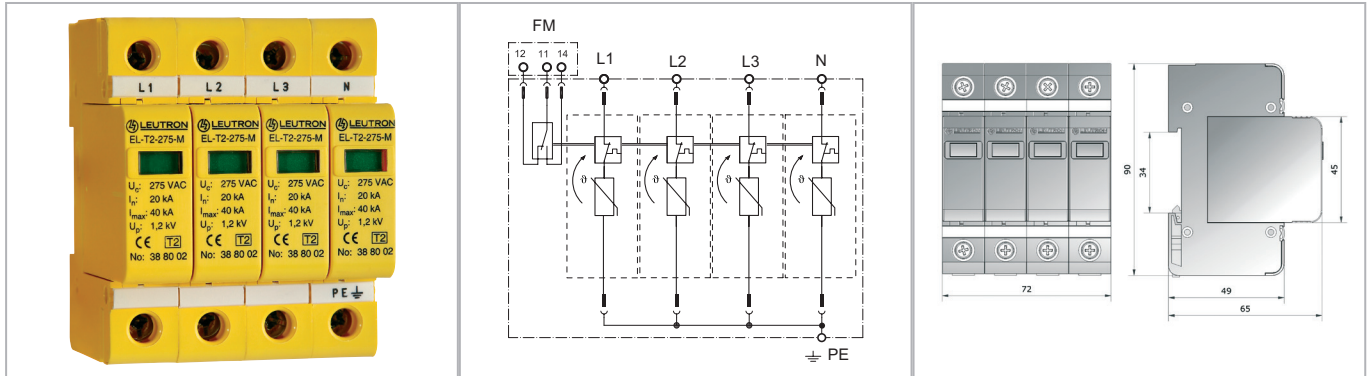 L1 L2 L3 N
LEUTRON LEUTRON LEUTRON LEUTRON
EL-T2-275-M EL-T2-275-M EL-T2-275-M EL-T2-275-M
Uc: 275 VAC Uc: 275 VAC Uc: 275 VAC Uc: 275 VAC
In: 20 kA In: 20 kA In: 20 kA In: 20 kA
Imax: 40 kA Imax: 40 kA Imax: 40 kA Imax: 40 kA
Up: 1,2 kV Up: 1,2 kV Up: 1,2 kV Up: 1,2 kV
CE T2 CE T2 CE T2 CE T2
No: 38 80 02 No: 38 80 02 No: 38 80 02 No: 38 80 02
PE
FM
12 11 14
L1 L2 L3 N
ϑ ϑ ϑ ϑ
PE
90
34
45
72
49
65